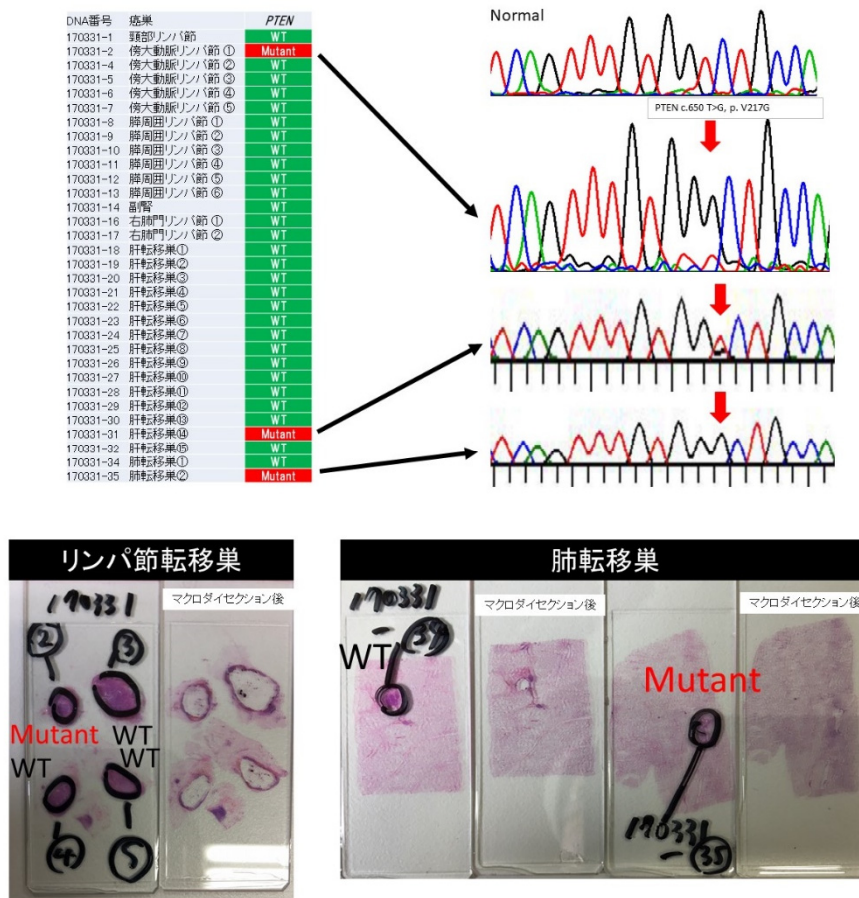 DNA番号 癌巣 PTEN
170331-1 頸部リンパ節 WT
170331-2 傍大動脈リンパ節① Mutant
170331-4 傍大動脈リンパ節② WT
170331-5 傍大動脈リンパ節③ WT
170331-6 傍大動脈リンパ節④ WT
170331-7 傍大動脈リンパ節⑤ WT
170331-8 膵周囲リンパ節① WT
170331-9 膵周囲リンパ節② WT
170331-10 膵周囲リンパ節③ WT
170331-11 膵周囲リンパ節④ WT
170331-12 膵周囲リンパ節⑤ WT
170331-13 膵周囲リンパ節⑥ WT
170331-14 副腎 WT
170331-16 右肺門リンパ節① WT
170331-17 右肺門リンパ節② WT
170331-18 肝転移巣① WT
170331-19 肝転移巣② WT
170331-20 肝転移巣③ WT
170331-21 肝転移巣④ WT
170331-22 肝転移巣⑤ WT
170331-23 肝転移巣⑥ WT
170331-24 肝転移巣⑦ WT
170331-25 肝転移巣⑧ WT
170331-26 肝転移巣⑨ WT
170331-27 肝転移巣⑩ WT
170331-28 肝転移巣⑪ WT
170331-29 肝転移巣⑫ WT
170331-30 肝転移巣⑬ WT
170331-31 肝転移巣⑭ Mutant
170331-32 肝転移巣⑮ WT
170331-34 肺転移巣① WT
170331-35 肺転移巣② Mutant
Normal
PTEN c.650 T>G, p. V217G
リンパ節転移巣
170331
マクロダイセクション後
② ③
Mutant WT
WT WT
④ ⑤
肺転移巣
170331
- ㉞
WT
マクロダイセクション後
Mutant
170331
- ㉟
マクロダイセクション後